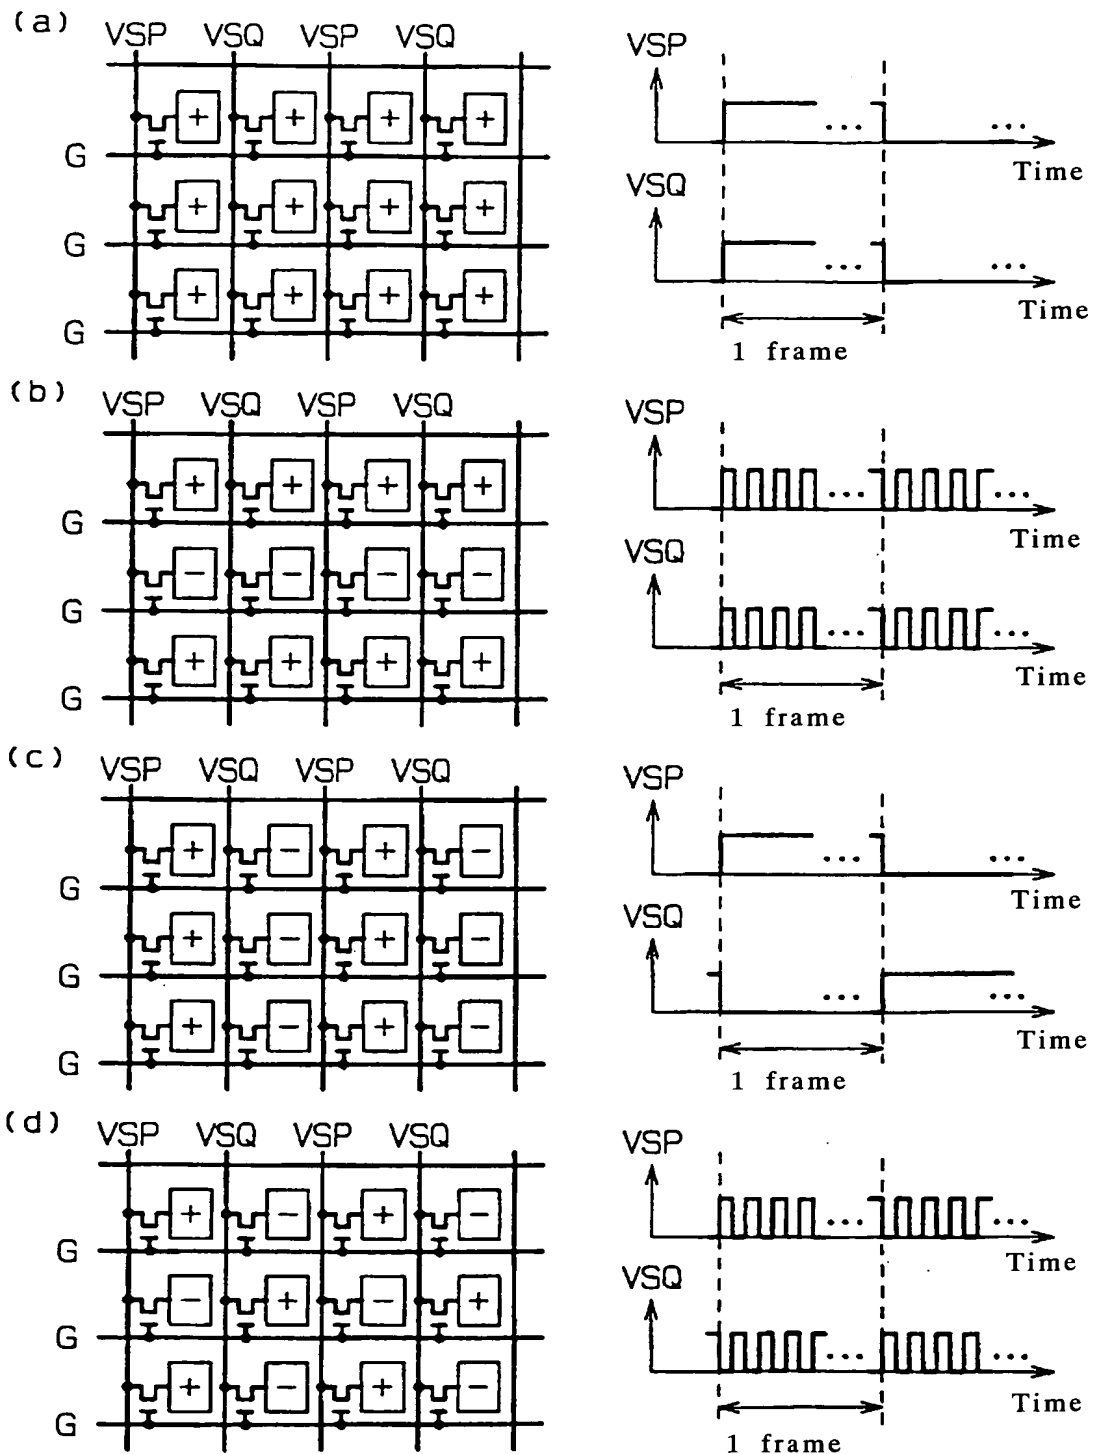 (a)
VSP VSQ VSP VSQ
+ + + +
G
+ + + +
G
+ + + +
G
VSP
... ...
Time
VSQ
... ...
Time
1 frame
(b)
VSP VSQ VSP VSQ
+ + + +
G
− − − −
G
+ + + +
G
VSP
... ...
Time
VSQ
... ...
Time
1 frame
(c)
VSP VSQ VSP VSQ
+ − + −
G
+ − + −
G
+ − + −
G
VSP
... ...
Time
VSQ
... ...
Time
1 frame
(d)
VSP VSQ VSP VSQ
+ − + −
G
− + − +
G
+ − + −
G
VSP
... ...
Time
VSQ
... ...
Time
1 frame